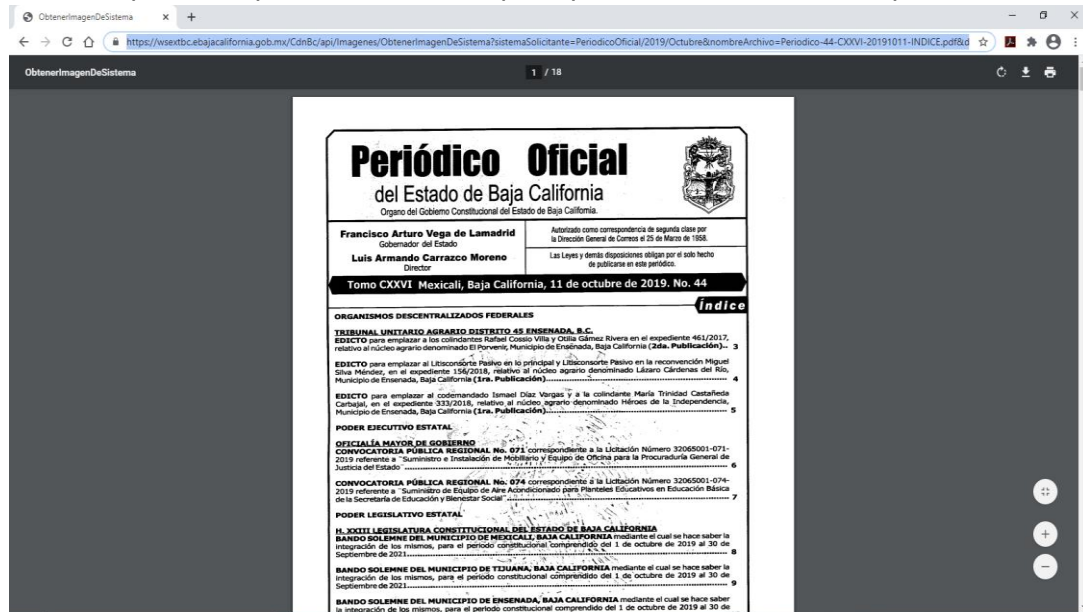 ObtenerImagenDeSistema
https://wsextbc.ebajacalifornia.gob.mx/CdnBc/api/Imagenes/ObtenerImagenDeSistema?sistemaSolicitante=PeriodicoOficial/2019/Octubre&nombreArchivo=Periodico-44-CXXVI-20191011-INDICE.pdf&d
ObtenerImagenDeSistema
1 / 18
Periódico Oficial
del Estado de Baja California
Organo del Gobierno Constitucional del Estado de Baja California.
Francisco Arturo Vega de Lamadrid
Gobernador del Estado
Luis Armando Carrazco Moreno
Director
Autorizado como correspondencia de segunda clase por
la Dirección General de Correos el 25 de Marzo de 1958.
Las Leyes y demás disposiciones obligan por el solo hecho
de publicarse en este periódico.
Tomo CXXVI Mexicali, Baja California, 11 de octubre de 2019. No. 44
Índice
ORGANISMOS DESCENTRALIZADOS FEDERALES
TRIBUNAL UNITARIO AGRARIO DISTRITO 45 ENSENADA, B.C.
EDICTO para emplazar a los colindantes Rafael Cossio Villa y Otilia Gámez Rivera en el expediente 461/2017,
relativo al núcleo agrario denominado El Porvenir, Municipio de Ensenada, Baja California (2da. Publicación).. 3
EDICTO para emplazar al Litisconsorte Pasivo en lo principal y Litisconsorte Pasivo en la reconvención Miguel
Silva Méndez, en el expediente 156/2018, relativo al núcleo agrario denominado Lázaro Cárdenas del Río,
Municipio de Ensenada, Baja California (1ra. Publicación)........ 4
EDICTO para emplazar al codemandado Ismael Díaz Vargas y a la colindante María Trinidad Castañeda
Carbajal, en el expediente 333/2018, relativo al núcleo agrario denominado Héroes de la Independencia,
Municipio de Ensenada, Baja California (1ra. Publicación)........ 5
PODER EJECUTIVO ESTATAL
OFICIALÍA MAYOR DE GOBIERNO
CONVOCATORIA PÚBLICA REGIONAL No. 071 correspondiente a la Licitación Número 32065001-071-
2019 referente a ¨Suministro e Instalación de Mobiliario y Equipo de Oficina para la Procuraduría General de
Justicia del Estado¨........ 6
CONVOCATORIA PÚBLICA REGIONAL No. 074 correspondiente a la Licitación Número 32065001-074-
2019 referente a ¨Suministro de Equipo de Aire Acondicionado para Planteles Educativos en Educación Básica
de la Secretaría de Educación y Bienestar Social¨........ 7
PODER LEGISLATIVO ESTATAL
H. XXIII LEGISLATURA CONSTITUCIONAL DEL ESTADO DE BAJA CALIFORNIA
BANDO SOLEMNE DEL MUNICIPIO DE MEXICALI, BAJA CALIFORNIA mediante el cual se hace saber la
integración de los mismos, para el periodo constitucional comprendido del 1 de octubre de 2019 al 30 de
Septiembre de 2021........ 8
BANDO SOLEMNE DEL MUNICIPIO DE TIJUANA, BAJA CALIFORNIA mediante el cual se hace saber la
integración de los mismos, para el periodo constitucional comprendido del 1 de octubre de 2019 al 30 de
Septiembre de 2021........ 9
BANDO SOLEMNE DEL MUNICIPIO DE ENSENADA, BAJA CALIFORNIA mediante el cual se hace saber
la integración de los mismos, para el periodo constitucional comprendido del 1 de octubre de 2019 al 30 de